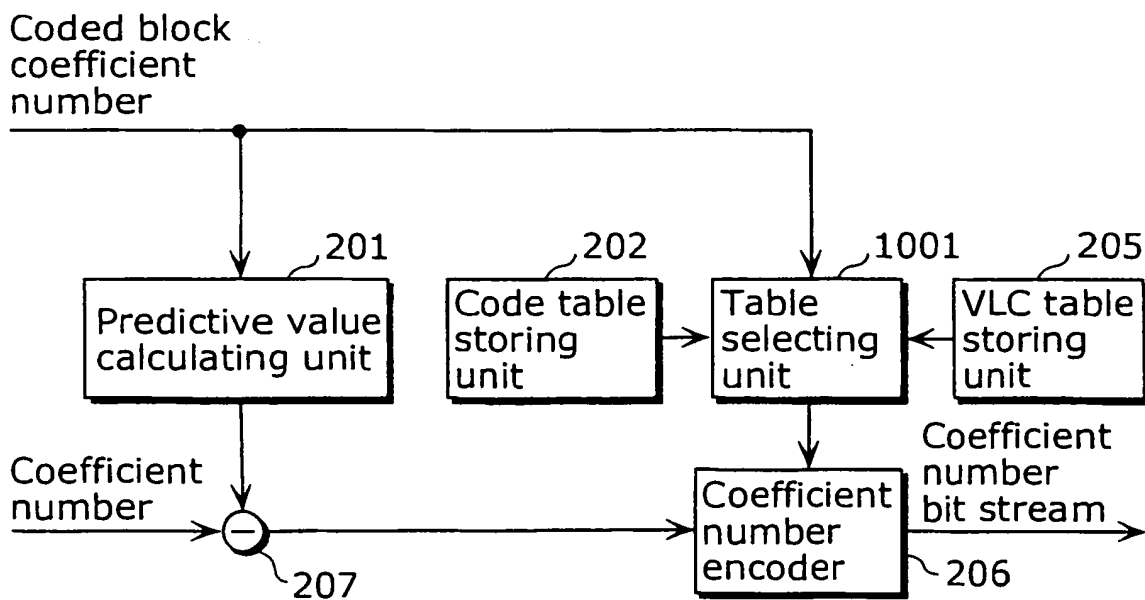 Coded block
coefficient
number
201
202
1001
205
Predictive value
calculating unit
Code table
storing
unit
Table
selecting
unit
VLC table
storing
unit
Coefficient
number
−
207
Coefficient
number
encoder
206
Coefficient
number
bit stream